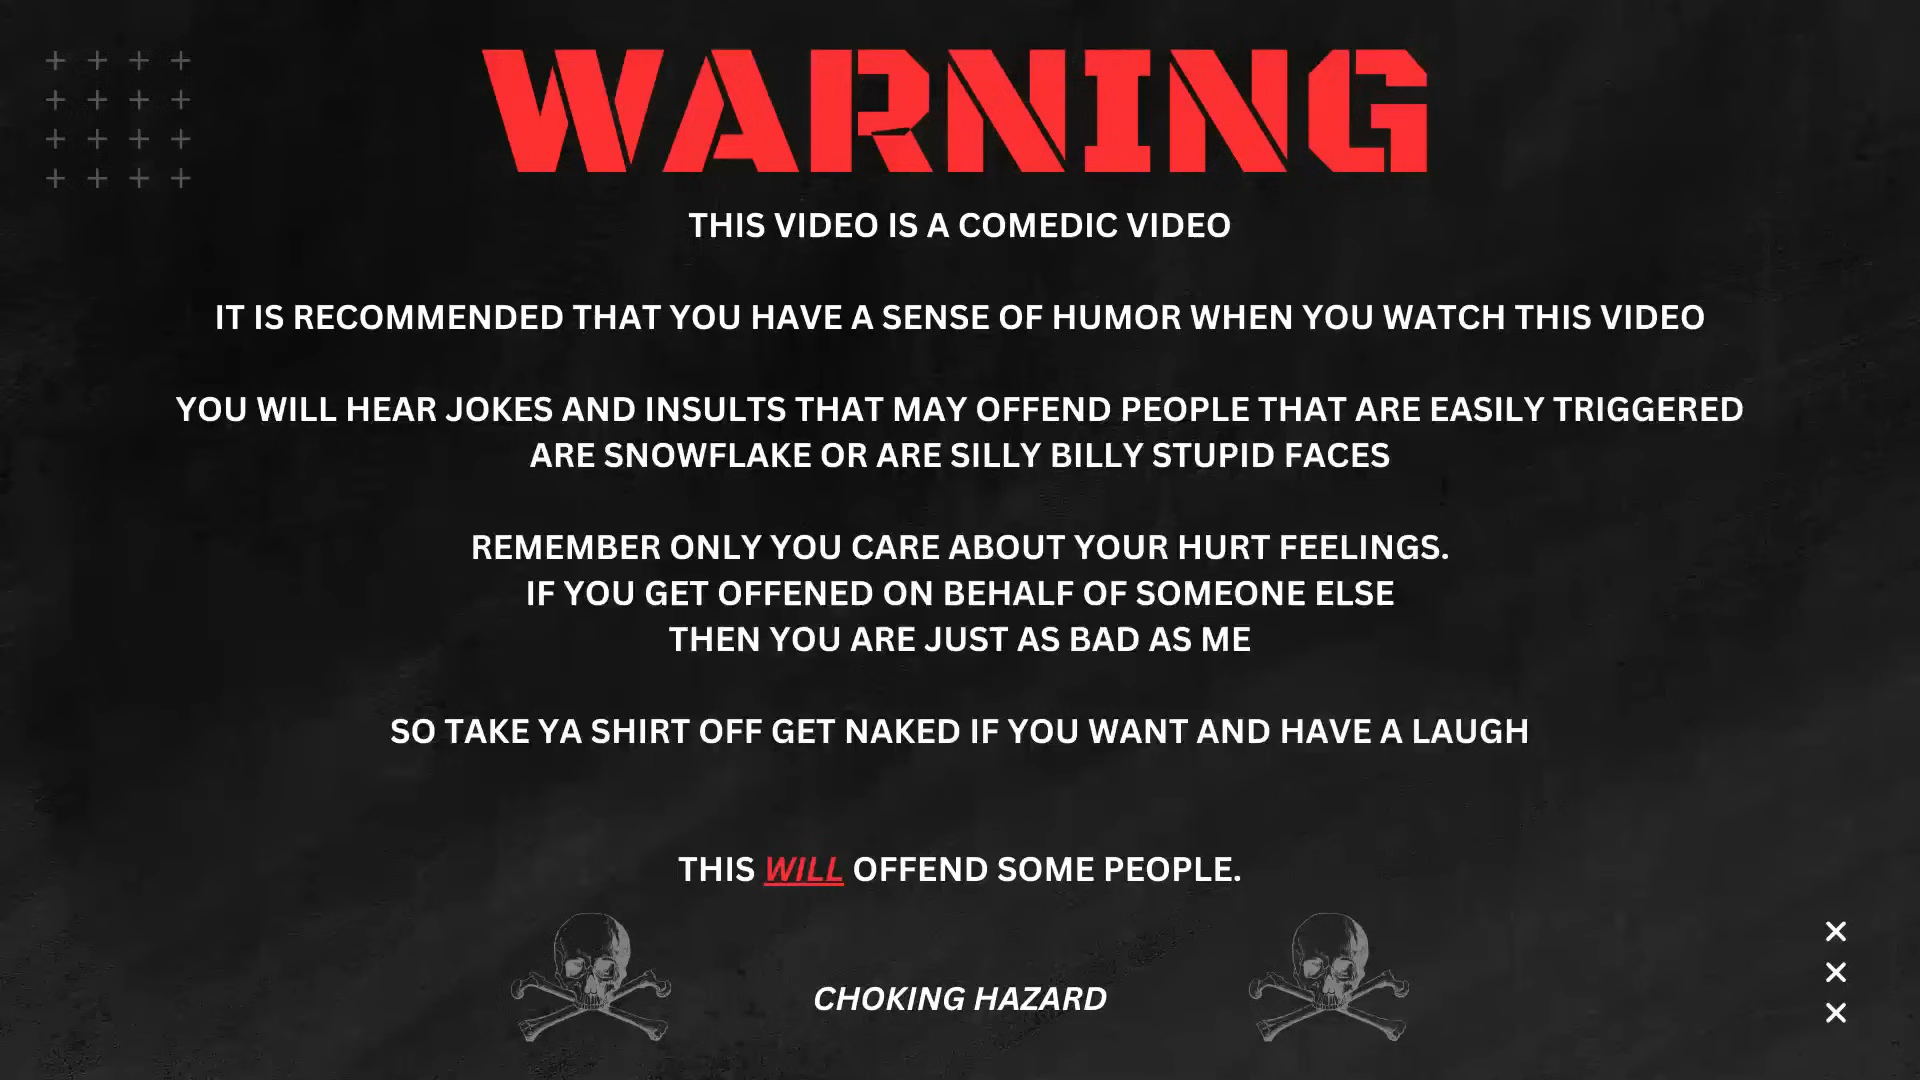 WARNING
THIS VIDEO IS A COMEDIC VIDEO
IT IS RECOMMENDED THAT YOU HAVE A SENSE OF HUMOR WHEN YOU WATCH THIS VIDEO
YOU WILL HEAR JOKES AND INSULTS THAT MAY OFFEND PEOPLE THAT ARE EASILY TRIGGERED
ARE SNOWFLAKE OR ARE SILLY BILLY STUPID FACES
REMEMBER ONLY YOU CARE ABOUT YOUR HURT FEELINGS.
IF YOU GET OFFENED ON BEHALF OF SOMEONE ELSE
THEN YOU ARE JUST AS BAD AS ME
SO TAKE YA SHIRT OFF GET NAKED IF YOU WANT AND HAVE A LAUGH
THIS WILL OFFEND SOME PEOPLE.
CHOKING HAZARD